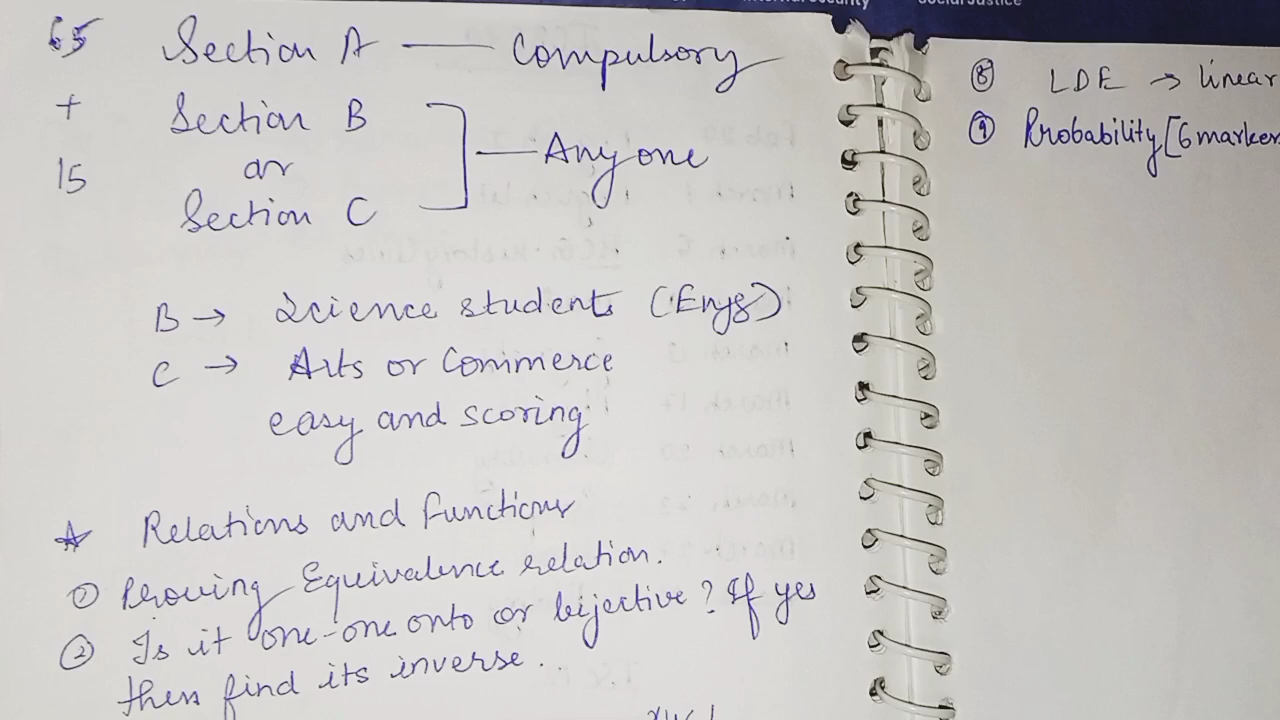 Social Justice
65 Section A — Compulsory
+ Section B
or — Any one
15
Section C
B → Science students (Engg)
C → Arts or Commerce
easy and scoring
☆ Relations and functions
① Proving Equivalence relation.
② Is it one-one onto or bijective? If yes
then find its inverse.
⑧ LDE → linear
⑨ Probability [6 marker